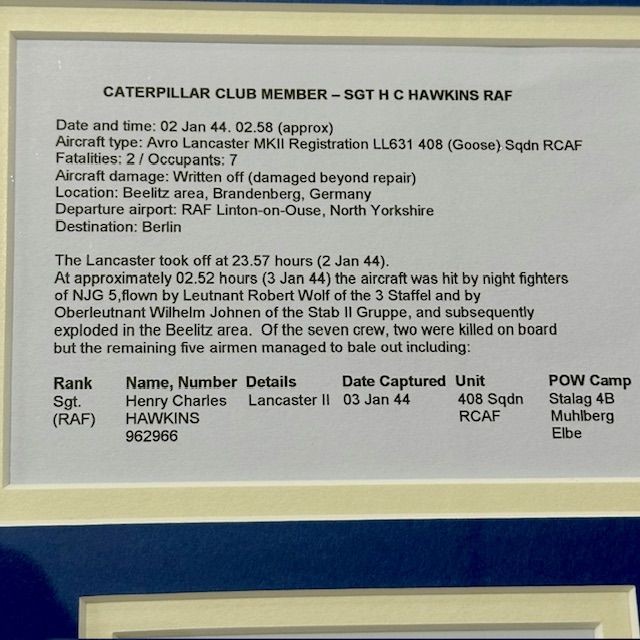 CATERPILLAR CLUB MEMBER – SGT H C HAWKINS RAF
Date and time: 02 Jan 44. 02.58 (approx)
Aircraft type: Avro Lancaster MKII Registration LL631 408 (Goose) Sqdn RCAF
Fatalities: 2 / Occupants: 7
Aircraft damage: Written off (damaged beyond repair)
Location: Beelitz area, Brandenberg, Germany
Departure airport: RAF Linton-on-Ouse, North Yorkshire
Destination: Berlin
The Lancaster took off at 23.57 hours (2 Jan 44).
At approximately 02.52 hours (3 Jan 44) the aircraft was hit by night fighters
of NJG 5,flown by Leutnant Robert Wolf of the 3 Staffel and by
Oberleutnant Wilhelm Johnen of the Stab II Gruppe, and subsequently
exploded in the Beelitz area. Of the seven crew, two were killed on board
but the remaining five airmen managed to bale out including:
Rank Name, Number Details Date Captured Unit POW Camp
Sgt. Henry Charles Lancaster II 03 Jan 44 408 Sqdn Stalag 4B
(RAF) HAWKINS RCAF Muhlberg
962966 Elbe